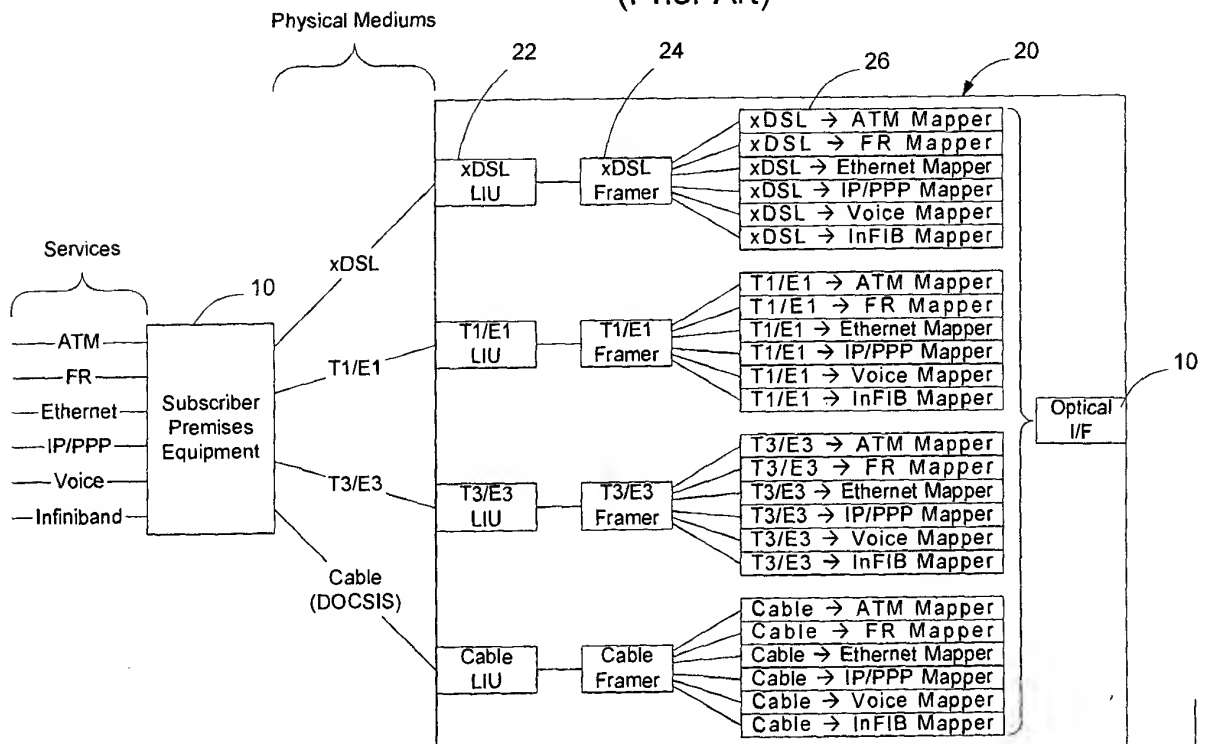 (Prior Art)
Physical Mediums
22
24
26
20
xDSL → ATM Mapper
xDSL → FR Mapper
xDSL → Ethernet Mapper
xDSL → IP/PPP Mapper
xDSL → Voice Mapper
xDSL → InFIB Mapper
xDSL
LIU
xDSL
Framer
Services
10
xDSL
ATM
FR
Ethernet
IP/PPP
Voice
Infiniband
Subscriber
Premises
Equipment
T1/E1
T1/E1
LIU
T1/E1
Framer
T1/E1 → ATM Mapper
T1/E1 → FR Mapper
T1/E1 → Ethernet Mapper
T1/E1 → IP/PPP Mapper
T1/E1 → Voice Mapper
T1/E1 → InFIB Mapper
10
Optical
I/F
T3/E3
T3/E3
LIU
T3/E3
Framer
T3/E3 → ATM Mapper
T3/E3 → FR Mapper
T3/E3 → Ethernet Mapper
T3/E3 → IP/PPP Mapper
T3/E3 → Voice Mapper
T3/E3 → InFIB Mapper
Cable
(DOCSIS)
Cable
LIU
Cable
Framer
Cable → ATM Mapper
Cable → FR Mapper
Cable → Ethernet Mapper
Cable → IP/PPP Mapper
Cable → Voice Mapper
Cable → InFIB Mapper